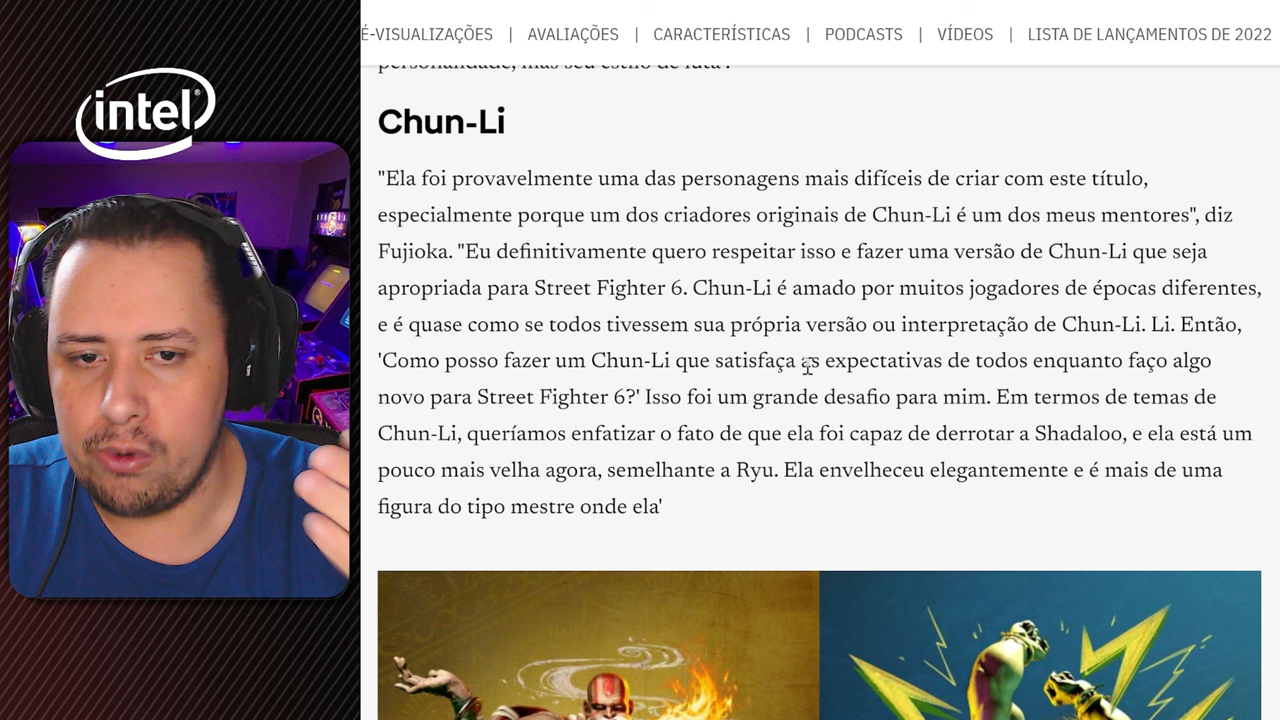 É-VISUALIZAÇÕES | AVALIAÇÕES | CARACTERÍSTICAS | PODCASTS | VÍDEOS | LISTA DE LANÇAMENTOS DE 2022
intel
personalidade, mas seu estilo de luta".
Chun-Li
"Ela foi provavelmente uma das personagens mais difíceis de criar com este título,
especialmente porque um dos criadores originais de Chun-Li é um dos meus mentores", diz
Fujioka. "Eu definitivamente quero respeitar isso e fazer uma versão de Chun-Li que seja
apropriada para Street Fighter 6. Chun-Li é amado por muitos jogadores de épocas diferentes,
e é quase como se todos tivessem sua própria versão ou interpretação de Chun-Li. Li. Então,
'Como posso fazer um Chun-Li que satisfaça as expectativas de todos enquanto faço algo
novo para Street Fighter 6?' Isso foi um grande desafio para mim. Em termos de temas de
Chun-Li, queríamos enfatizar o fato de que ela foi capaz de derrotar a Shadaloo, e ela está um
pouco mais velha agora, semelhante a Ryu. Ela envelheceu elegantemente e é mais de uma
figura do tipo mestre onde ela'